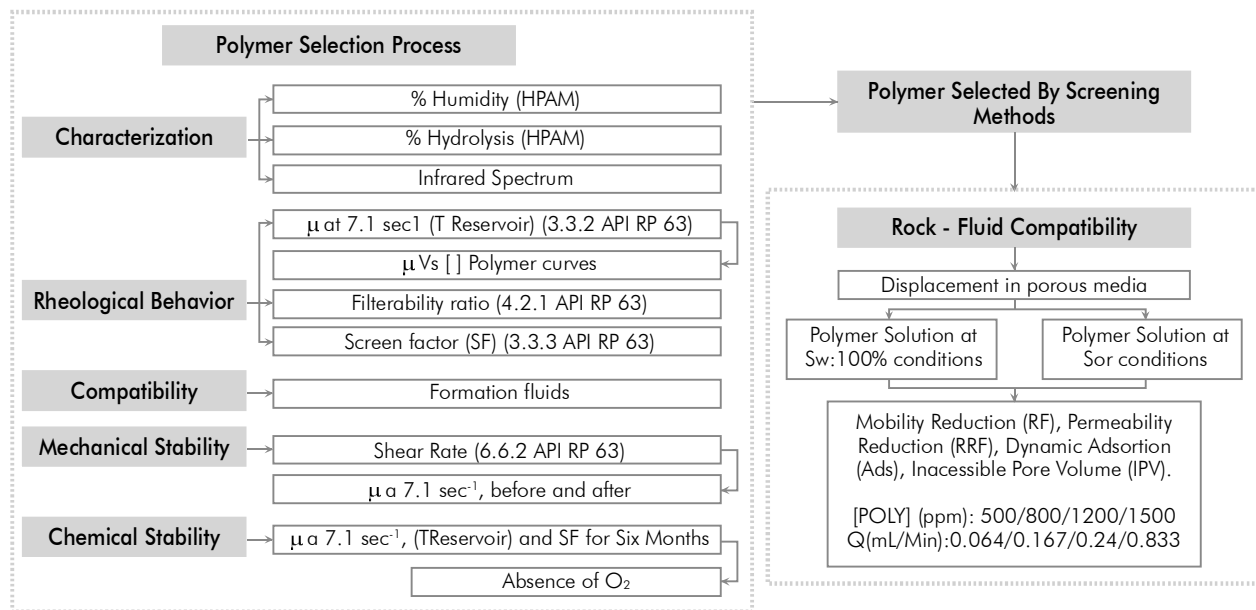 Polymer Selection Process
Characterization
% Humidity (HPAM)
% Hydrolysis (HPAM)
Infrared Spectrum
Rheological Behavior
µ at 7.1 sec1 (T Reservoir) (3.3.2 API RP 63)
µ Vs [ ] Polymer curves
Filterability ratio (4.2.1 API RP 63)
Screen factor (SF) (3.3.3 API RP 63)
Compatibility
Formation fluids
Mechanical Stability
Shear Rate (6.6.2 API RP 63)
µ a 7.1 sec⁻¹, before and after
Chemical Stability
µ a 7.1 sec⁻¹, (TReservoir) and SF for Six Months
Absence of O₂
Polymer Selected By Screening
Methods
Rock - Fluid Compatibility
Displacement in porous media
Polymer Solution at
Sw:100% conditions
Polymer Solution at
Sor conditions
Mobility Reduction (RF), Permeability
Reduction (RRF), Dynamic Adsortion
(Ads), Inacessible Pore Volume (IPV).
[POLY] (ppm): 500/800/1200/1500
Q(mL/Min):0.064/0.167/0.24/0.833